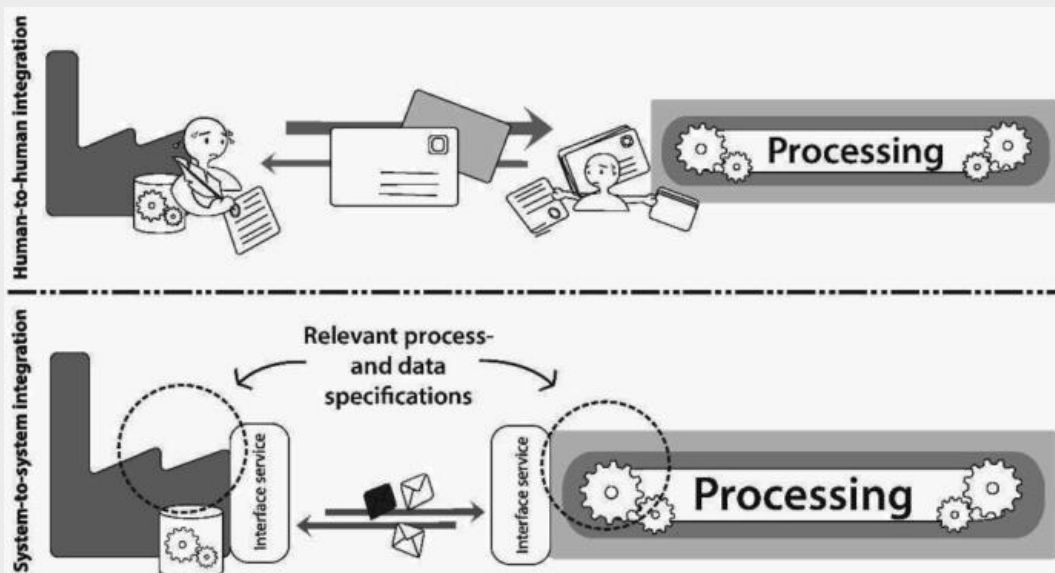 Human-to-human integration
Processing
System-to-system integration
Relevant process-
and data
specifications
Interface service
Interface service
Processing